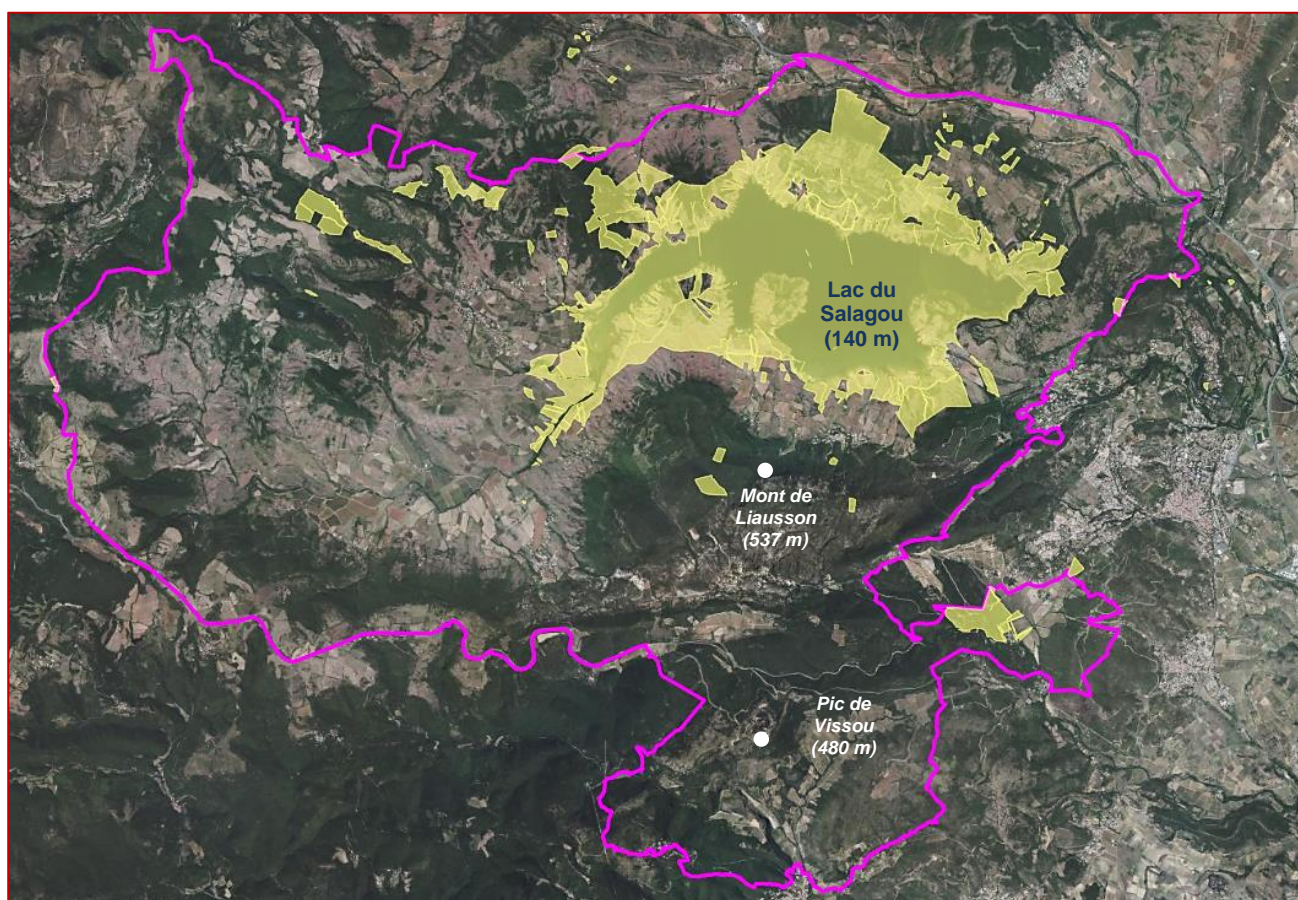 Lac du
Salagou
(140 m)
Mont de
Liausson
(537 m)
Pic de
Vissou
(480 m)